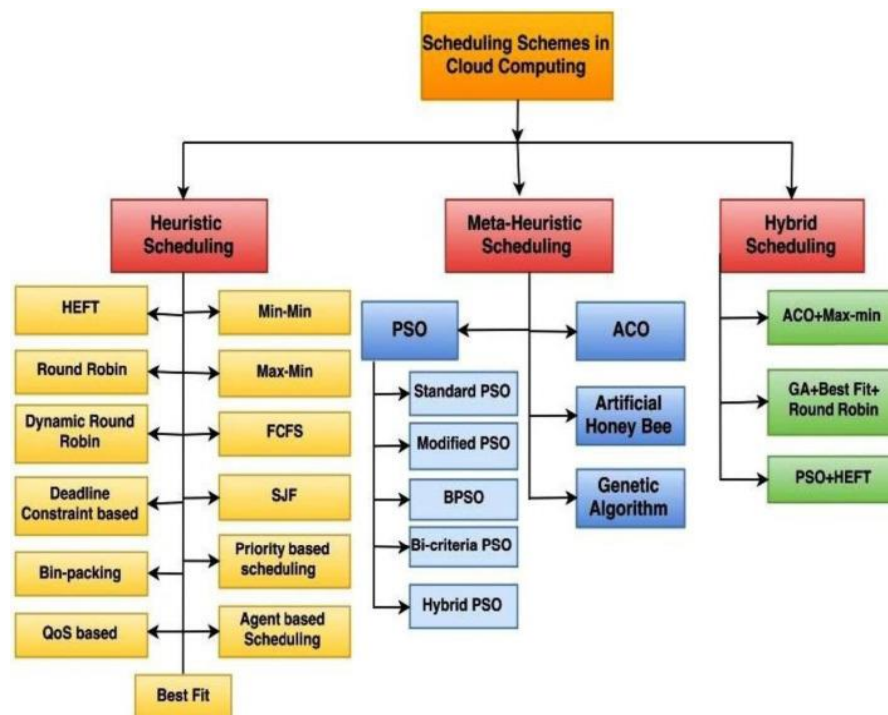 Scheduling Schemes in
Cloud Computing
Heuristic
Scheduling
Meta-Heuristic
Scheduling
Hybrid
Scheduling
HEFT
Min-Min
Round Robin
Max-Min
Dynamic Round
Robin
FCFS
Deadline
Constraint based
SJF
Bin-packing
Priority based
scheduling
QoS based
Agent based
Scheduling
Best Fit
PSO
ACO
Standard PSO
Modified PSO
BPSO
Bi-criteria PSO
Hybrid PSO
Artificial
Honey Bee
Genetic
Algorithm
ACO+Max-min
GA+Best Fit+
Round Robin
PSO+HEFT